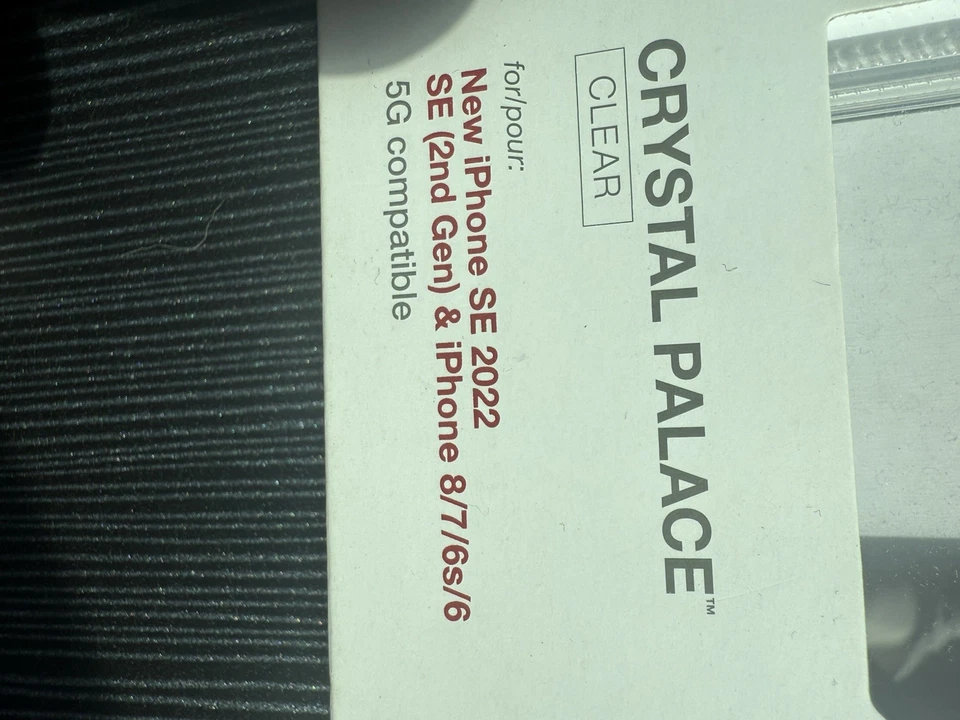 CRYSTAL PALACE™
CLEAR
for/pour:
New iPhone SE 2022
SE (2nd Gen) & iPhone 8/7/6s/6
5G compatible